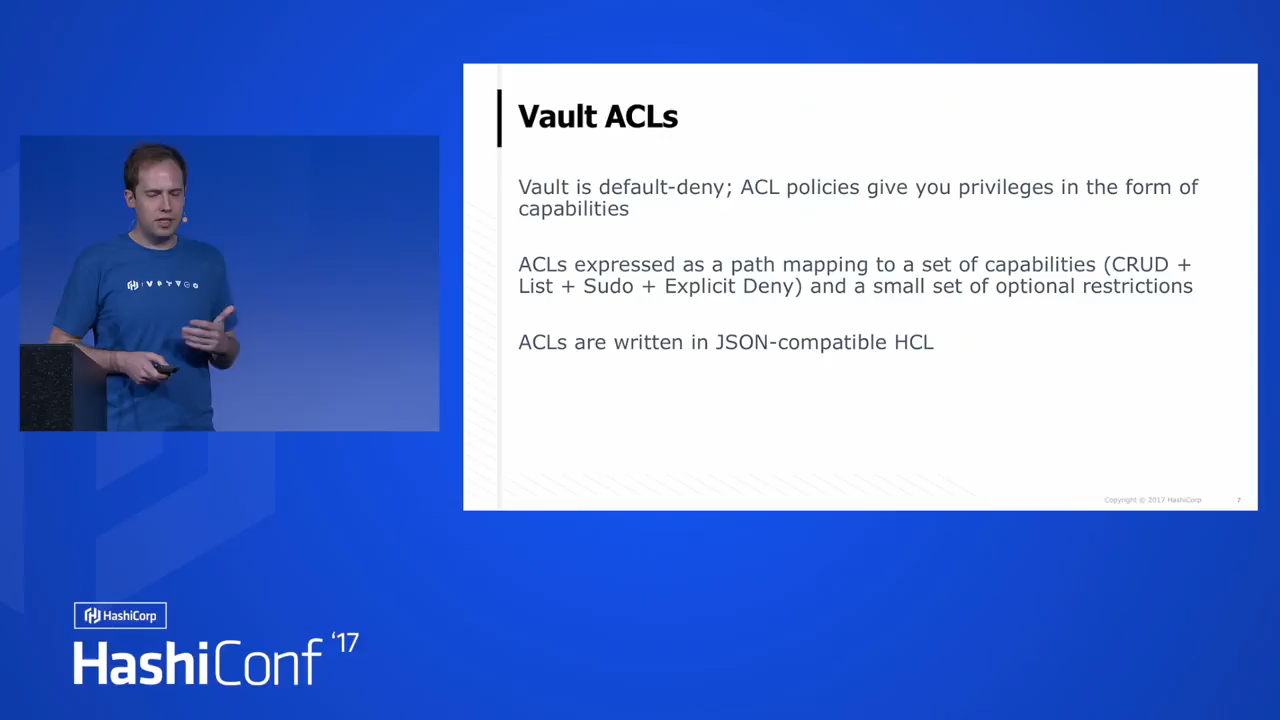 Vault ACLs
Vault is default-deny; ACL policies give you privileges in the form of
capabilities
ACLs expressed as a path mapping to a set of capabilities (CRUD +
List + Sudo + Explicit Deny) and a small set of optional restrictions
ACLs are written in JSON-compatible HCL
Copyright © 2017 HashiCorp 7
HashiCorp
HashiConf '17